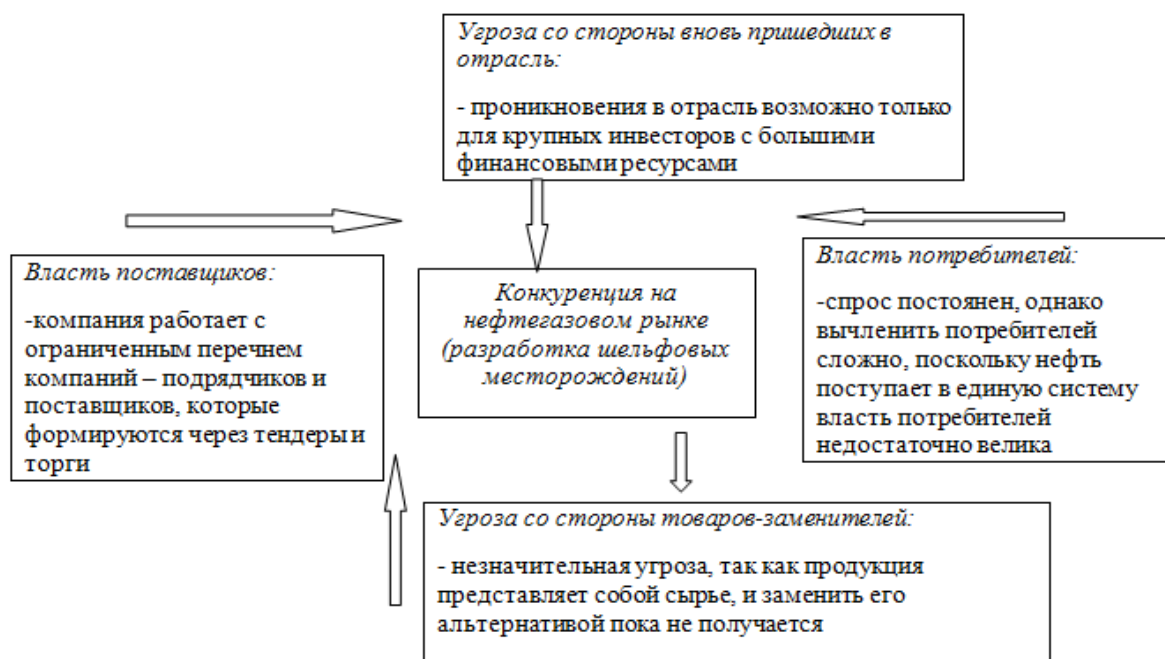 Угроза со стороны вновь пришедших в
отрасль:
- проникновения в отрасль возможно только
для крупных инвесторов с большими
финансовыми ресурсами
Власть поставщиков:
-компания работает с
ограниченным перечнем
компаний – подрядчиков и
поставщиков, которые
формируются через тендеры и
торги
Конкуренция на
нефтегазовом рынке
(разработка шельфовых
месторождений)
Власть потребителей:
-спрос постоянен, однако
вычленить потребителей
сложно, поскольку нефть
поступает в единую систему
власть потребителей
недостаточно велика
Угроза со стороны товаров-заменителей:
- незначительная угроза, так как продукция
представляет собой сырье, и заменить его
альтернативой пока не получается